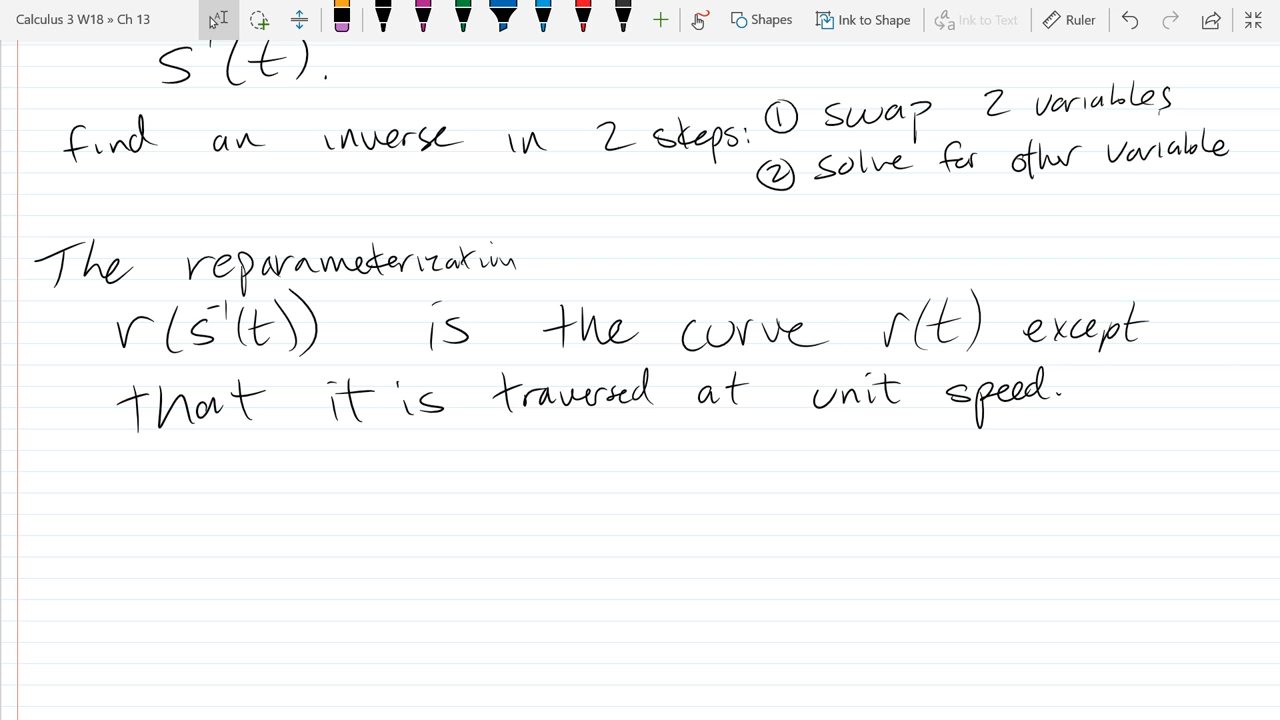 Calculus 3 W18 » Ch 13
Shapes
Ink to Shape
Ink to Text
Ruler
s⁻¹(t).
find an inverse in 2 steps: ① swap 2 variables
② solve for other variable
The reparameterization
r(s⁻¹(t)) is the curve r(t) except
that it is traversed at unit speed.